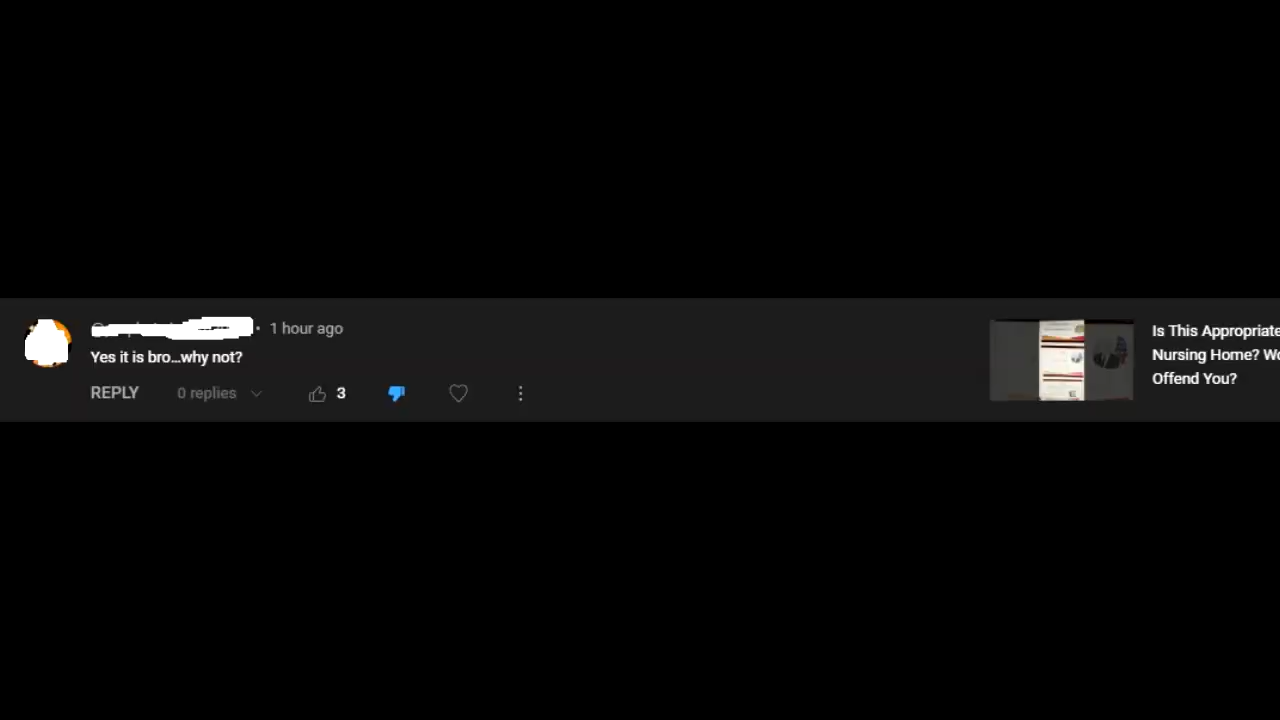 1 hour ago
Yes it is bro...why not?
REPLY 0 replies 3
Is This Appropriate
Nursing Home?
Offend You?